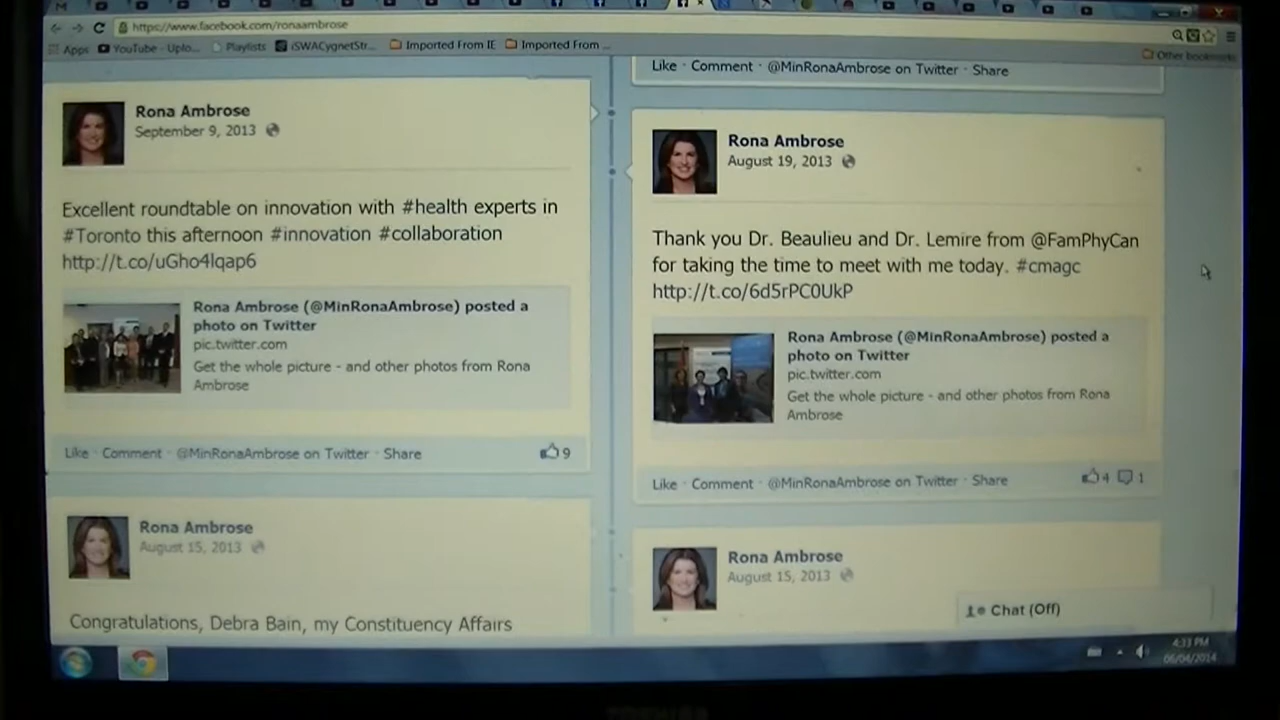 https://www.facebook.com/ronaambrose
Apps
YouTube - Uplo...
Playlists
iSWACygnetStr...
Imported From IE
Imported From ...
Other bookmarks
Rona Ambrose
September 9, 2013
Excellent roundtable on innovation with #health experts in
#Toronto this afternoon #innovation #collaboration
http://t.co/uGho4lqap6
Rona Ambrose (@MinRonaAmbrose) posted a
photo on Twitter
pic.twitter.com
Get the whole picture - and other photos from Rona
Ambrose
Like · Comment · @MinRonaAmbrose on Twitter · Share
9
Rona Ambrose
August 15, 2013
Congratulations, Debra Bain, my Constituency Affairs
Like · Comment · @MinRonaAmbrose on Twitter · Share
Rona Ambrose
August 19, 2013
Thank you Dr. Beaulieu and Dr. Lemire from @FamPhyCan
for taking the time to meet with me today. #cmagc
http://t.co/6d5rPC0UkP
Rona Ambrose (@MinRonaAmbrose) posted a
photo on Twitter
pic.twitter.com
Get the whole picture - and other photos from Rona
Ambrose
Like · Comment · @MinRonaAmbrose on Twitter · Share
4 1
Rona Ambrose
August 15, 2013
Chat (Off)
4:33 PM
06/04/2014
TOSHIBA